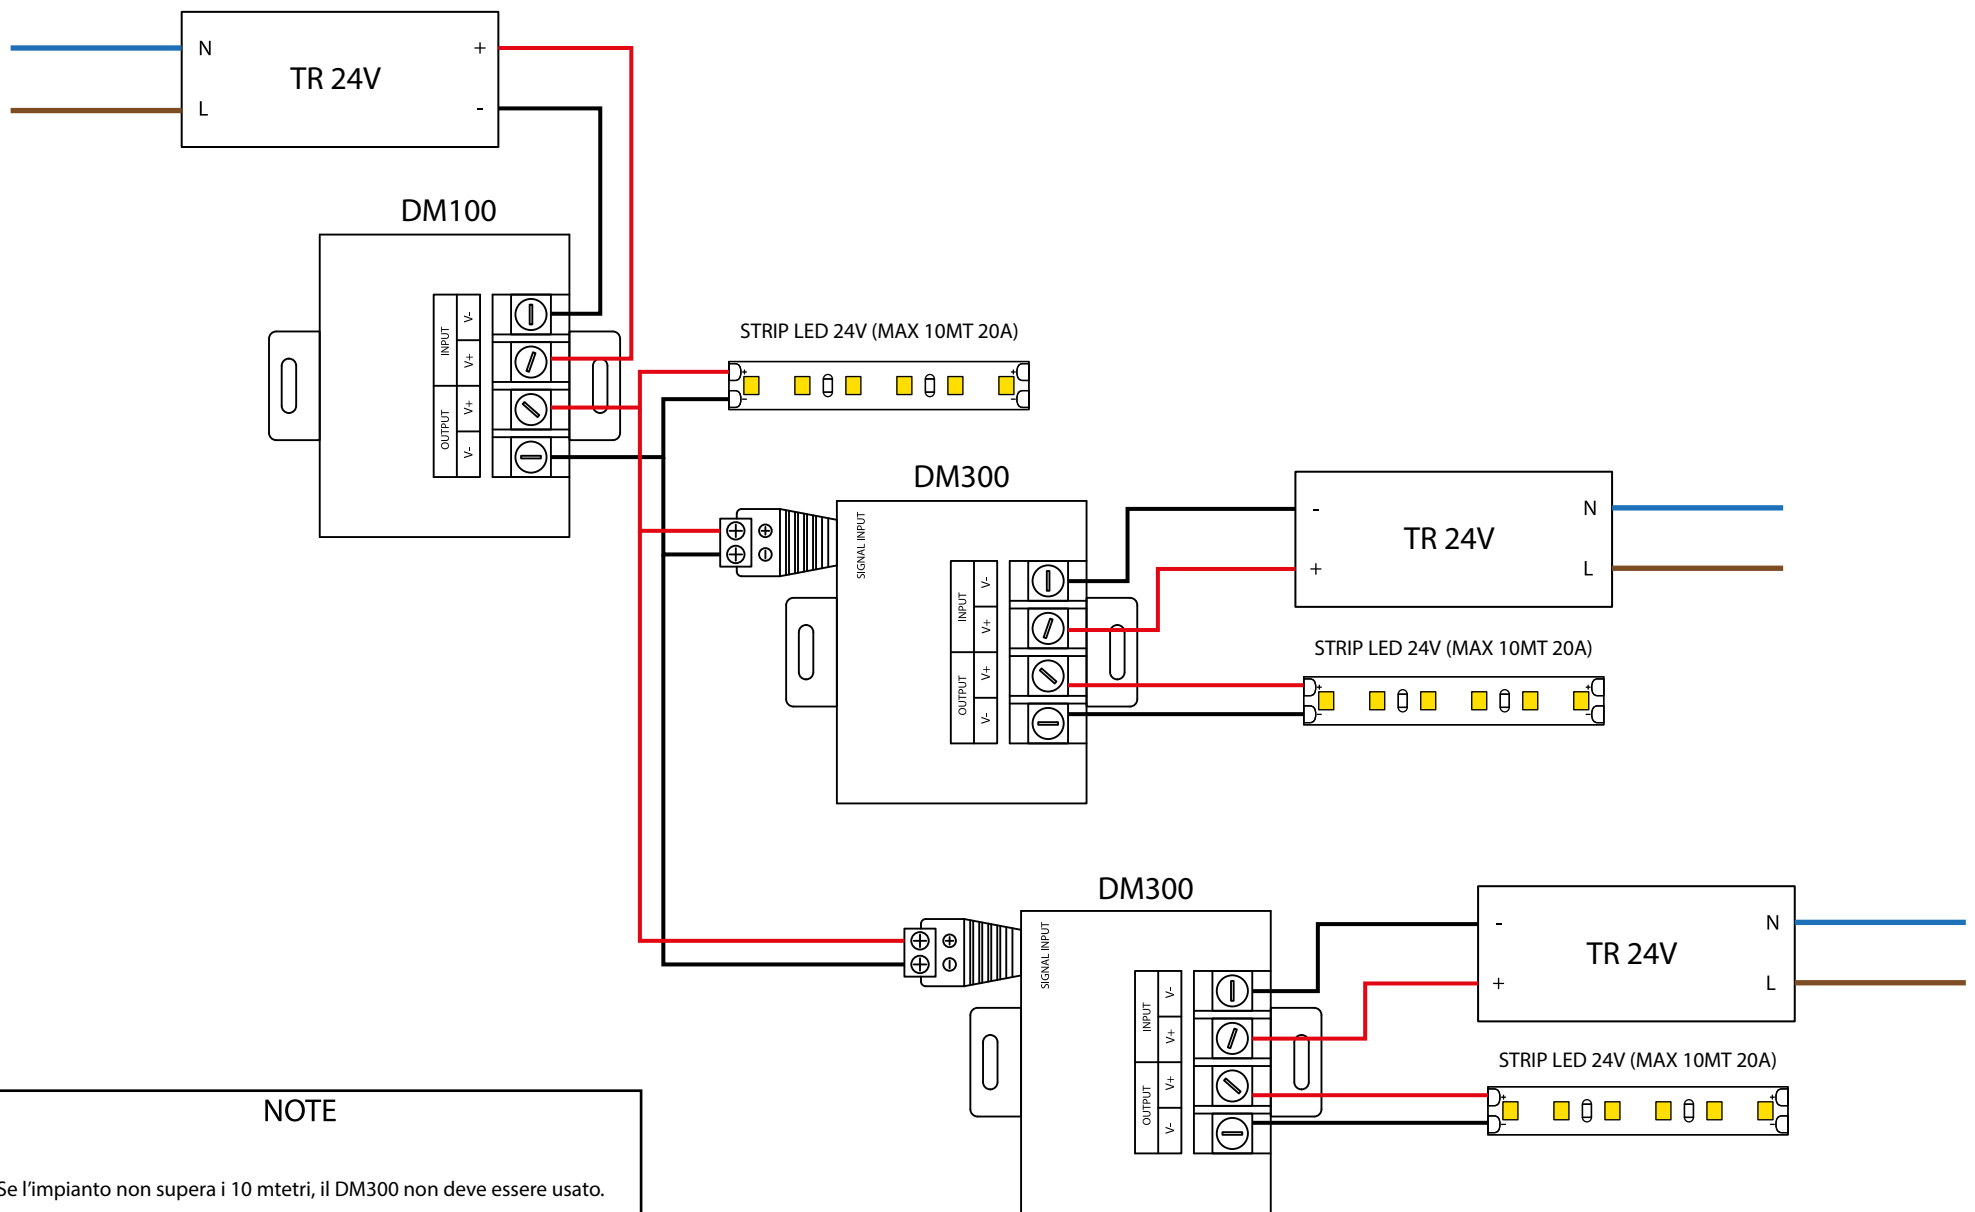 N
+
TR 24V
L
-
DM100
INPUT
V-
V+
OUTPUT
V+
V-
STRIP LED 24V (MAX 10MT 20A)
+
+
-
-
DM300
SIGNAL INPUT
INPUT
V-
V+
OUTPUT
V+
V-
-
N
TR 24V
+
L
STRIP LED 24V (MAX 10MT 20A)
+
+
-
-
DM300
SIGNAL INPUT
INPUT
V-
V+
OUTPUT
V+
V-
-
N
TR 24V
+
L
STRIP LED 24V (MAX 10MT 20A)
+
+
-
-
NOTE
Se l’impianto non supera i 10 mtetri, il DM300 non deve essere usato.